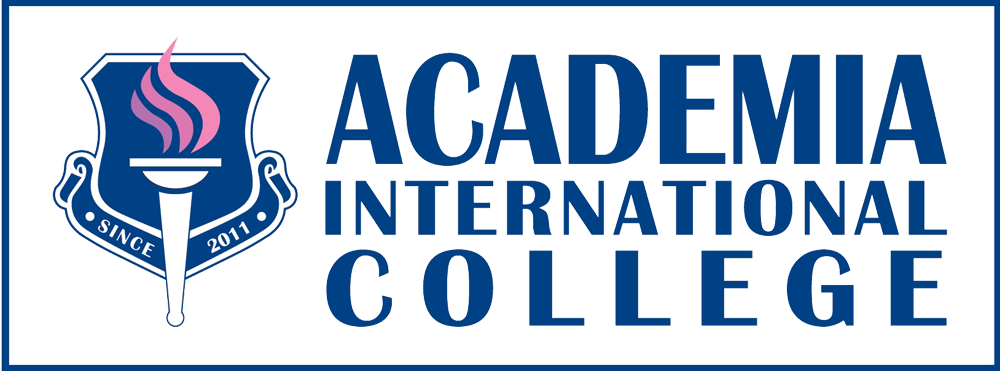 SINCE 2011
ACADEMIA
INTERNATIONAL
COLLEGE